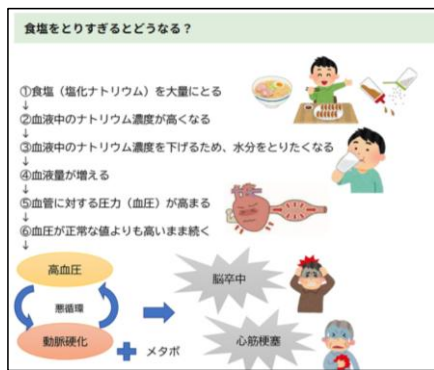 食塩をとりすぎるとどうなる?
①食塩(塩化ナトリウム)を大量にとる
↓
②血液中のナトリウム濃度が高くなる
↓
③血液中のナトリウム濃度を下げるため、水分をとりたくなる
↓
④血液量が増える
↓
⑤血管に対する圧力(血圧)が高まる
↓
⑥血圧が正常な値よりも高いまま続く
↓
高血圧
悪循環
動脈硬化
メタボ
脳卒中
心筋梗塞